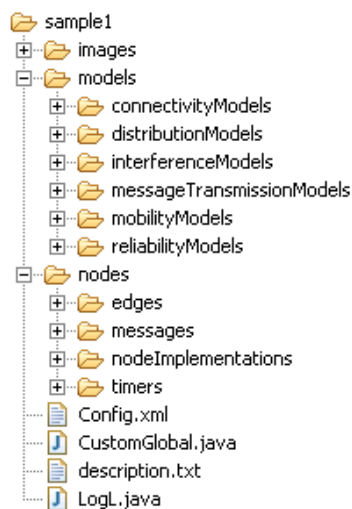 sample1
images
models
connectivityModels
distributionModels
interferenceModels
messageTransmissionModels
mobilityModels
reliabilityModels
nodes
edges
messages
nodeImplementations
timers
Config.xml
CustomGlobal.java
description.txt
LogL.java